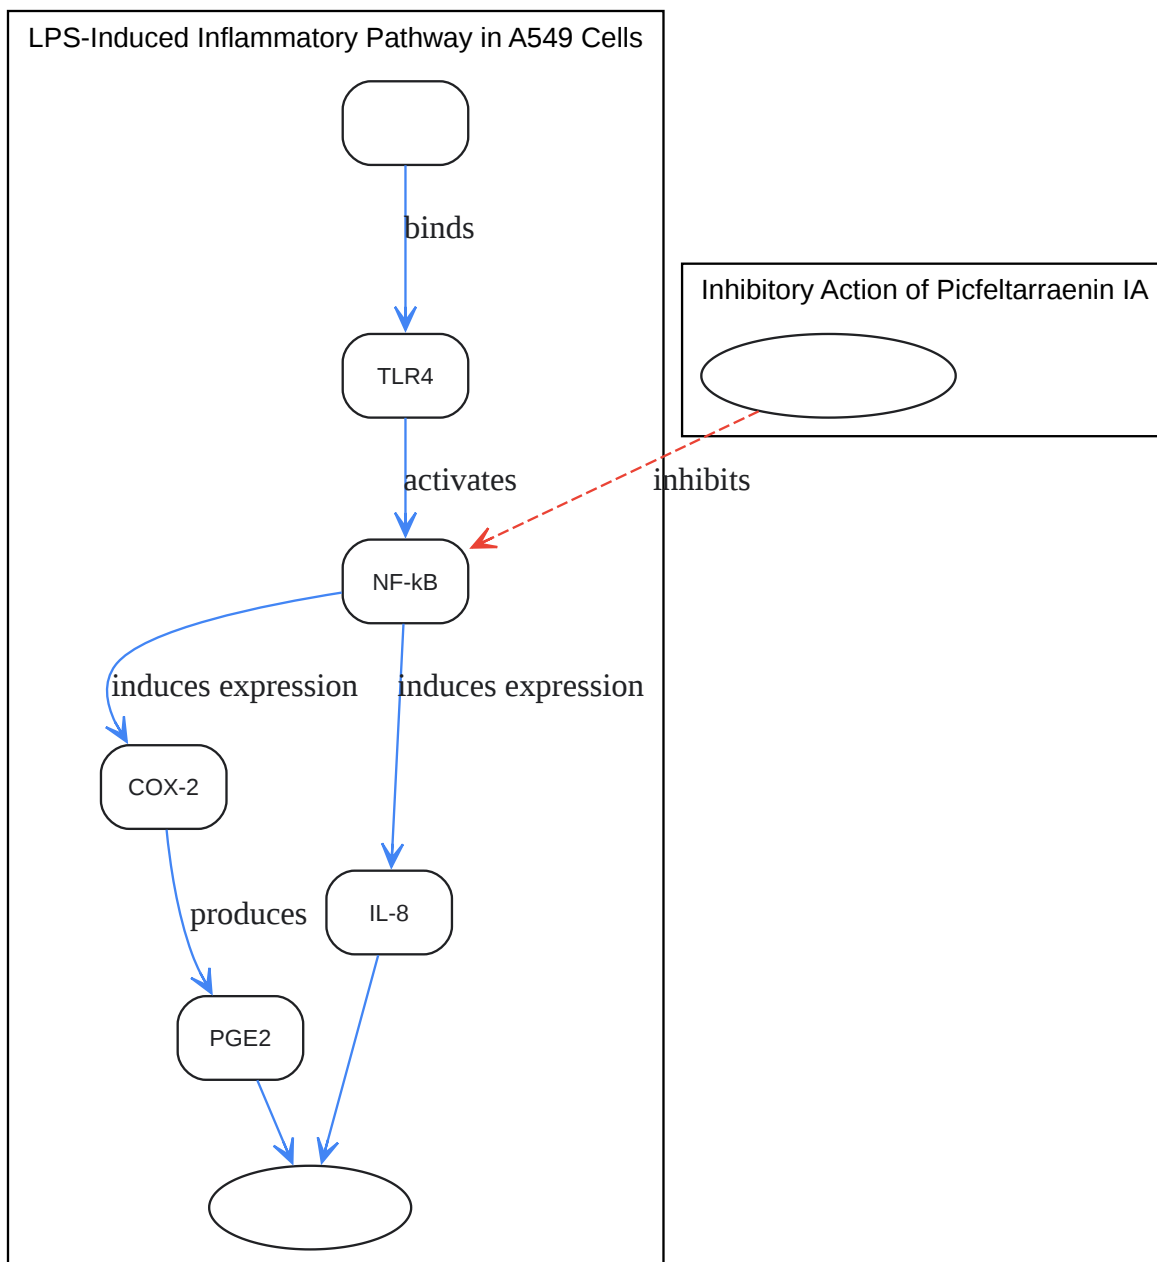 LPS-Induced Inflammatory Pathway in A549 Cells
binds
Inhibitory Action of Picfeltarraenin IA
TLR4
activates
inhibits
NF-kB
induces expression
induces expression
COX-2
produces
IL-8
PGE2